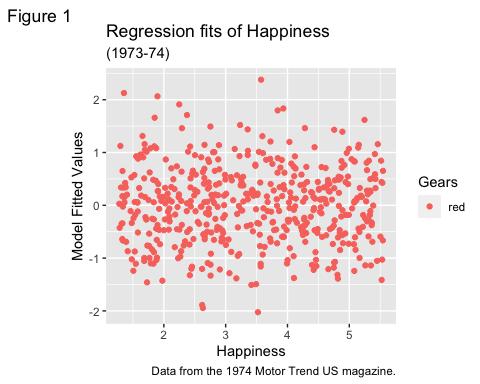 Figure 1
Regression fits of Happiness
(1973-74)
Model Fitted Values
2
1
0
-1
-2
2
3
4
5
Happiness
Gears
red
Data from the 1974 Motor Trend US magazine.